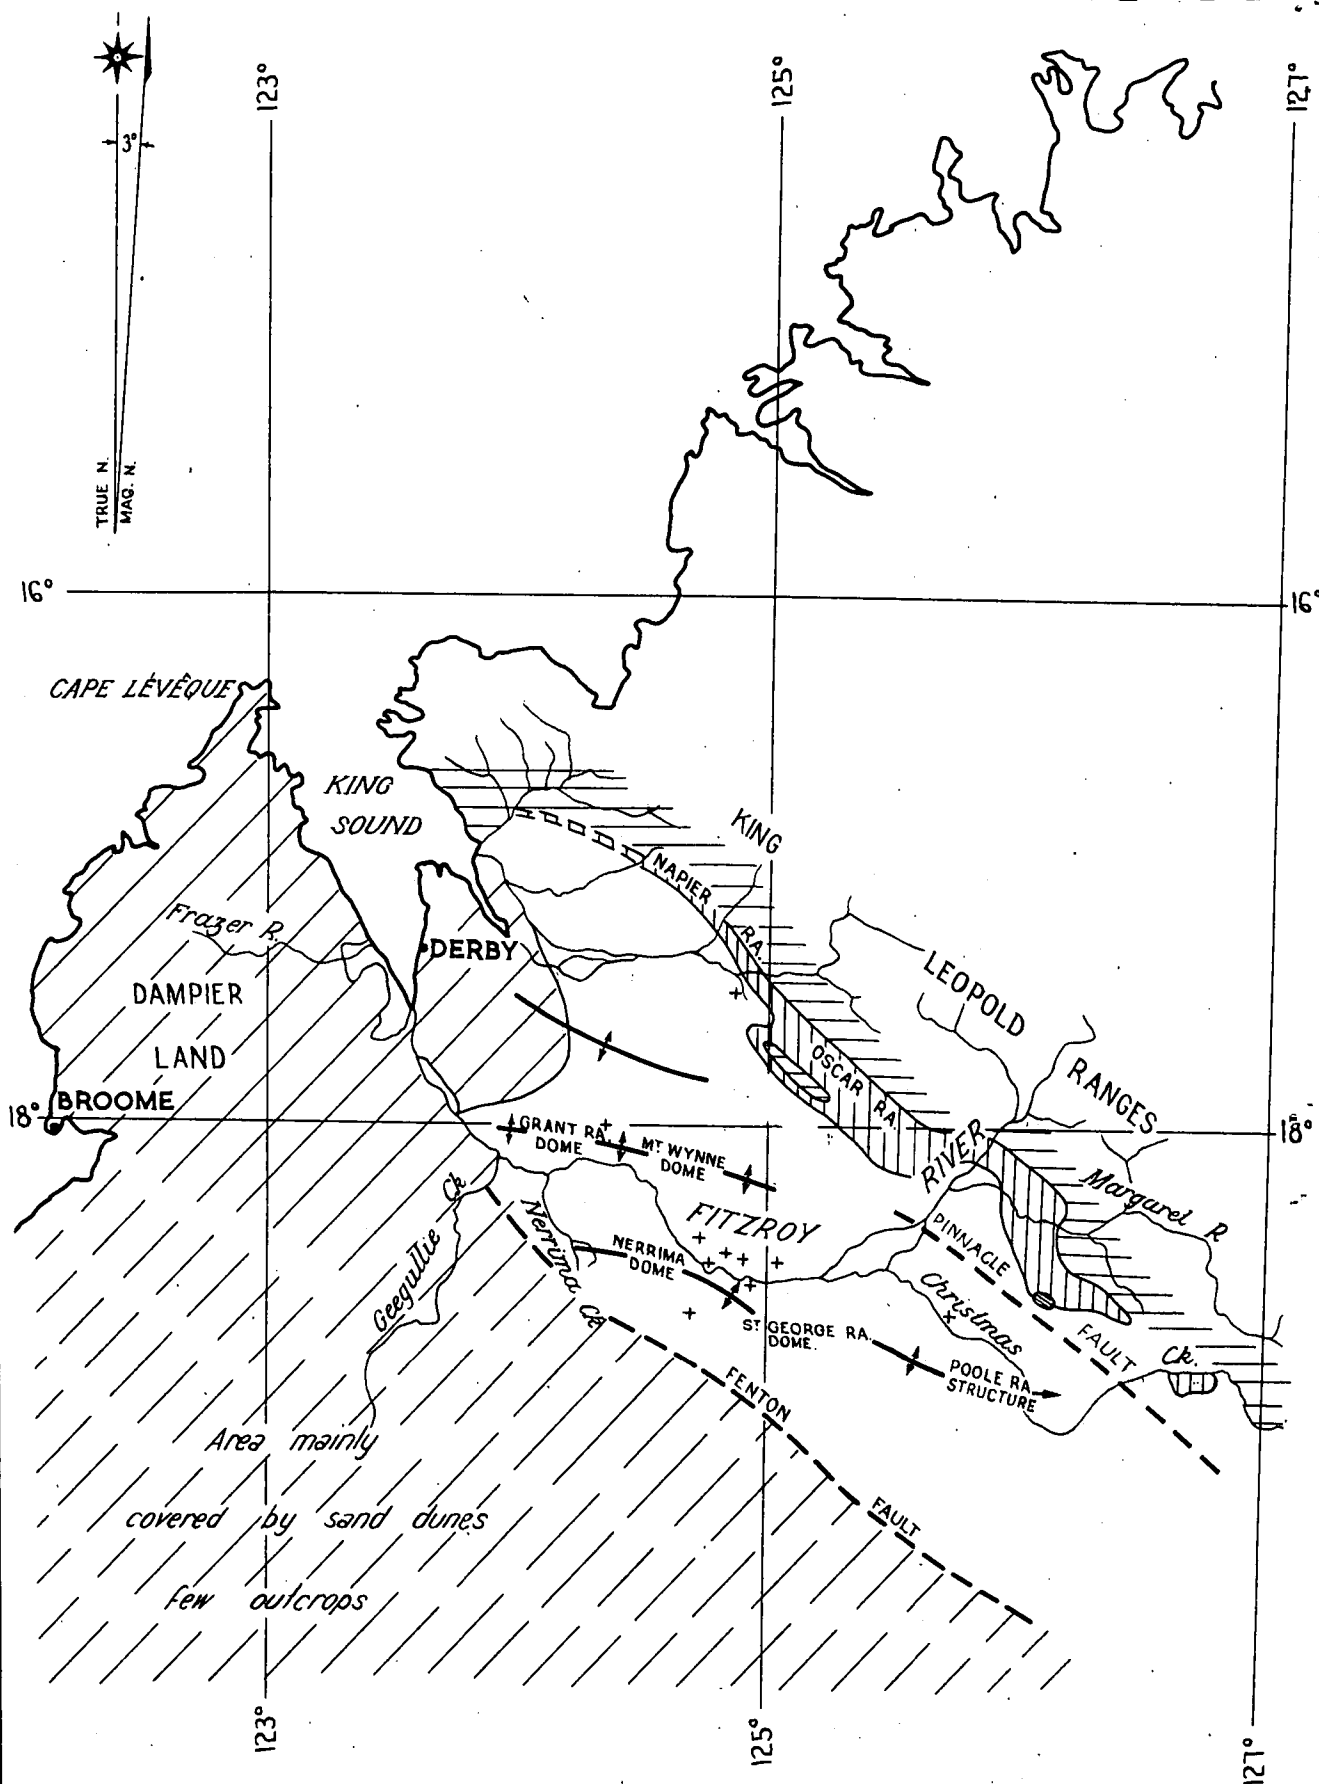 123°
125°
127°
3°
TRUE N.
MAG. N.
16°
16°
CAPE LÉVÊQUE
KING
SOUND
KING
NAPIER
RA.
Frazer R.
DERBY
LEOPOLD
DAMPIER
LAND
OSCAR RA.
RANGES
BROOME
18°
18°
GRANT RA.
DOME
MT WYNNE
DOME
RIVER
Margaret R
Geegullie Ck
Nerrima Ck
FITZROY
NERRIMA
DOME
PINNACLE
FAULT
Christmas
Ck.
ST GEORGE RA.
DOME.
POOLE RA
STRUCTURE
FENTON
FAULT
Area mainly
covered by sand dunes
Few outcrops
123°
125°
127°